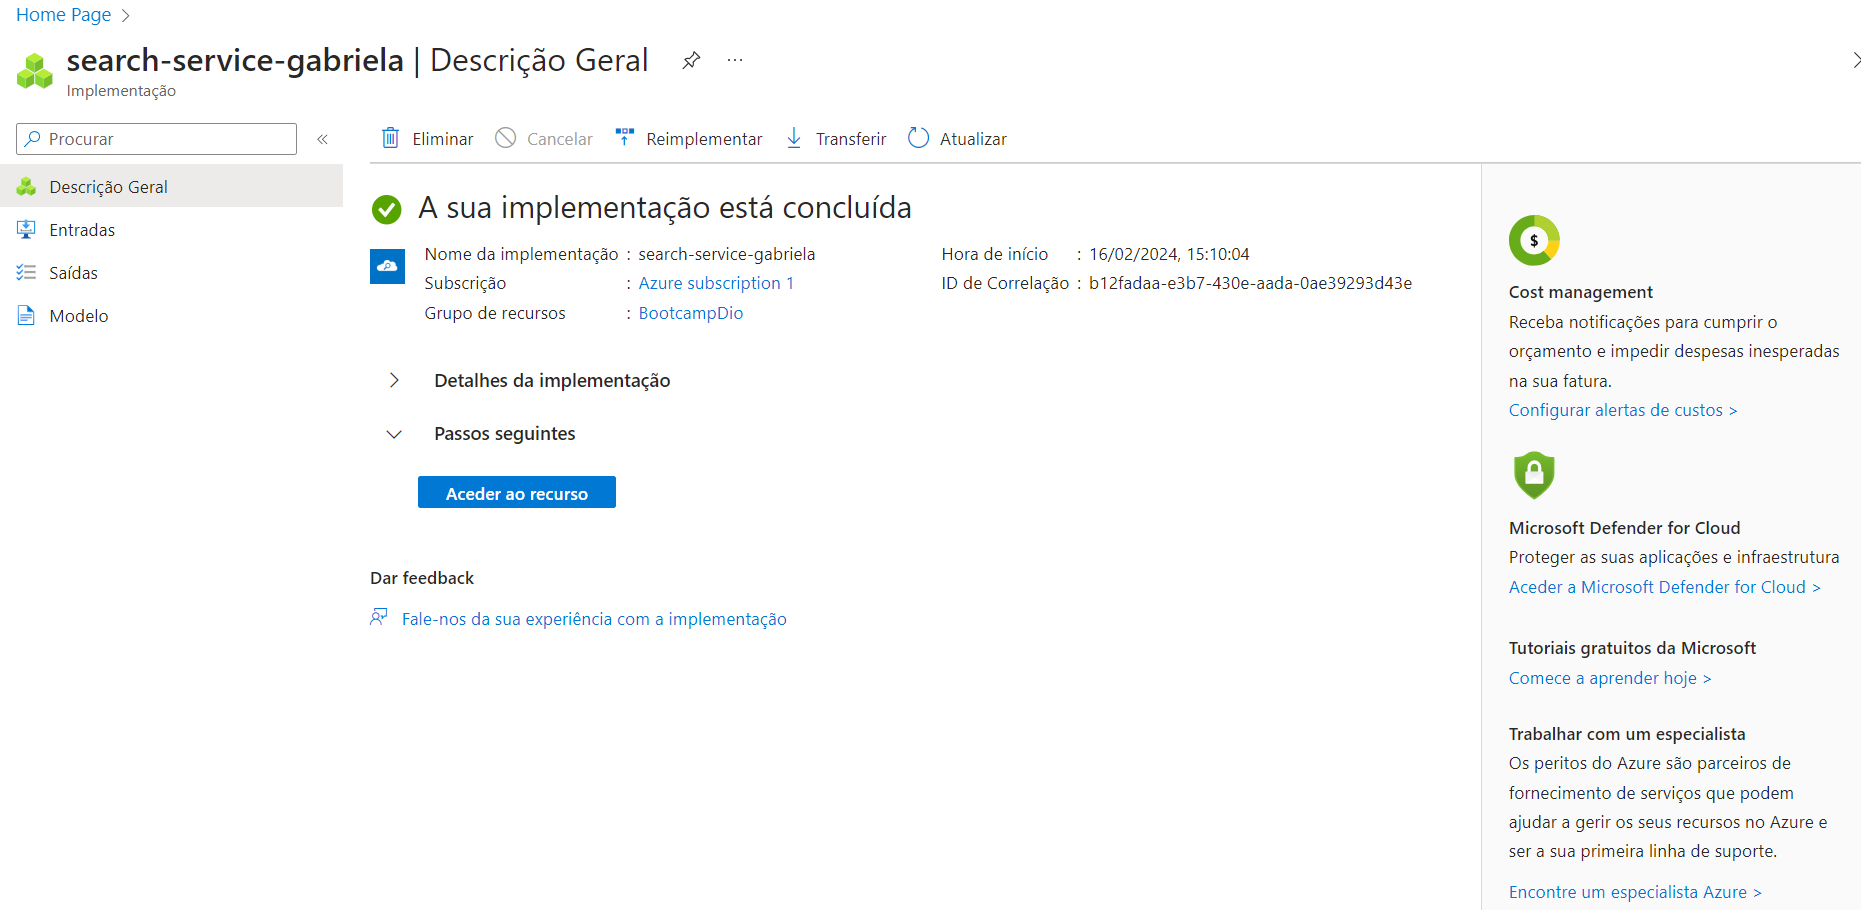 Home Page
search-service-gabriela | Descrição Geral
Implementação
Procurar
Descrição Geral
Entradas
Saídas
Modelo
Eliminar Cancelar Reimplementar Transferir Atualizar
A sua implementação está concluída
Nome da implementação : search-service-gabriela
Subscrição : Azure subscription 1
Grupo de recursos : BootcampDio
Hora de início : 16/02/2024, 15:10:04
ID de Correlação : b12fadaa-e3b7-430e-aada-0ae39293d43e
Detalhes da implementação
Passos seguintes
Aceder ao recurso
Dar feedback
Fale-nos da sua experiência com a implementação
$
Cost management
Receba notificações para cumprir o
orçamento e impedir despesas inesperadas
na sua fatura.
Configurar alertas de custos >
Microsoft Defender for Cloud
Proteger as suas aplicações e infraestrutura
Aceder a Microsoft Defender for Cloud >
Tutoriais gratuitos da Microsoft
Comece a aprender hoje >
Trabalhar com um especialista
Os peritos do Azure são parceiros de
fornecimento de serviços que podem
ajudar a gerir os seus recursos no Azure e
ser a sua primeira linha de suporte.
Encontre um especialista Azure >